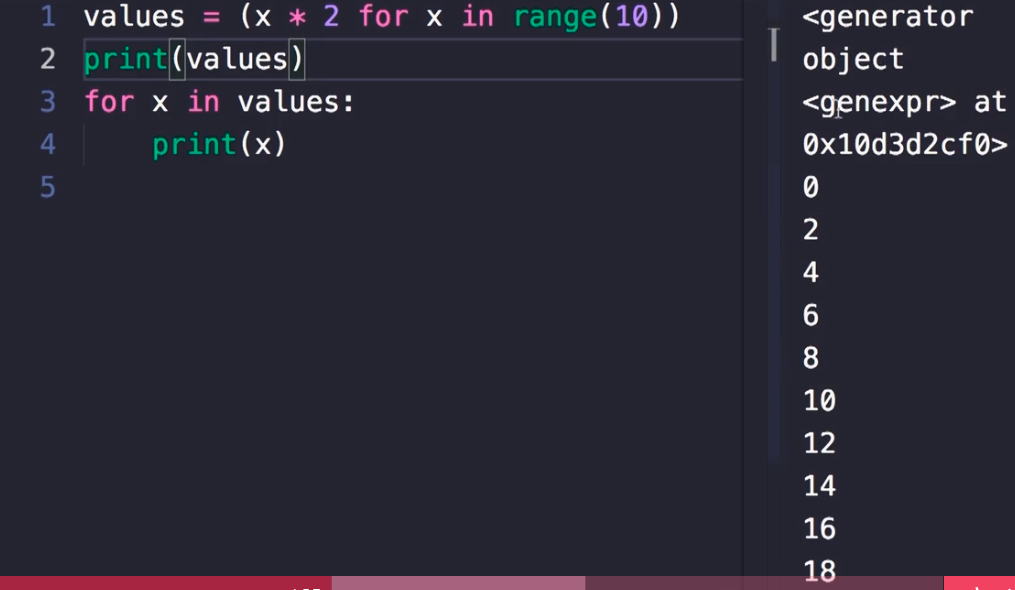 1 values = (x * 2 for x in range(10))
2 print(values)
3 for x in values:
4     print(x)
5
<generator
object
<genexpr> at
0x10d3d2cf0>
0
2
4
6
8
10
12
14
16
18